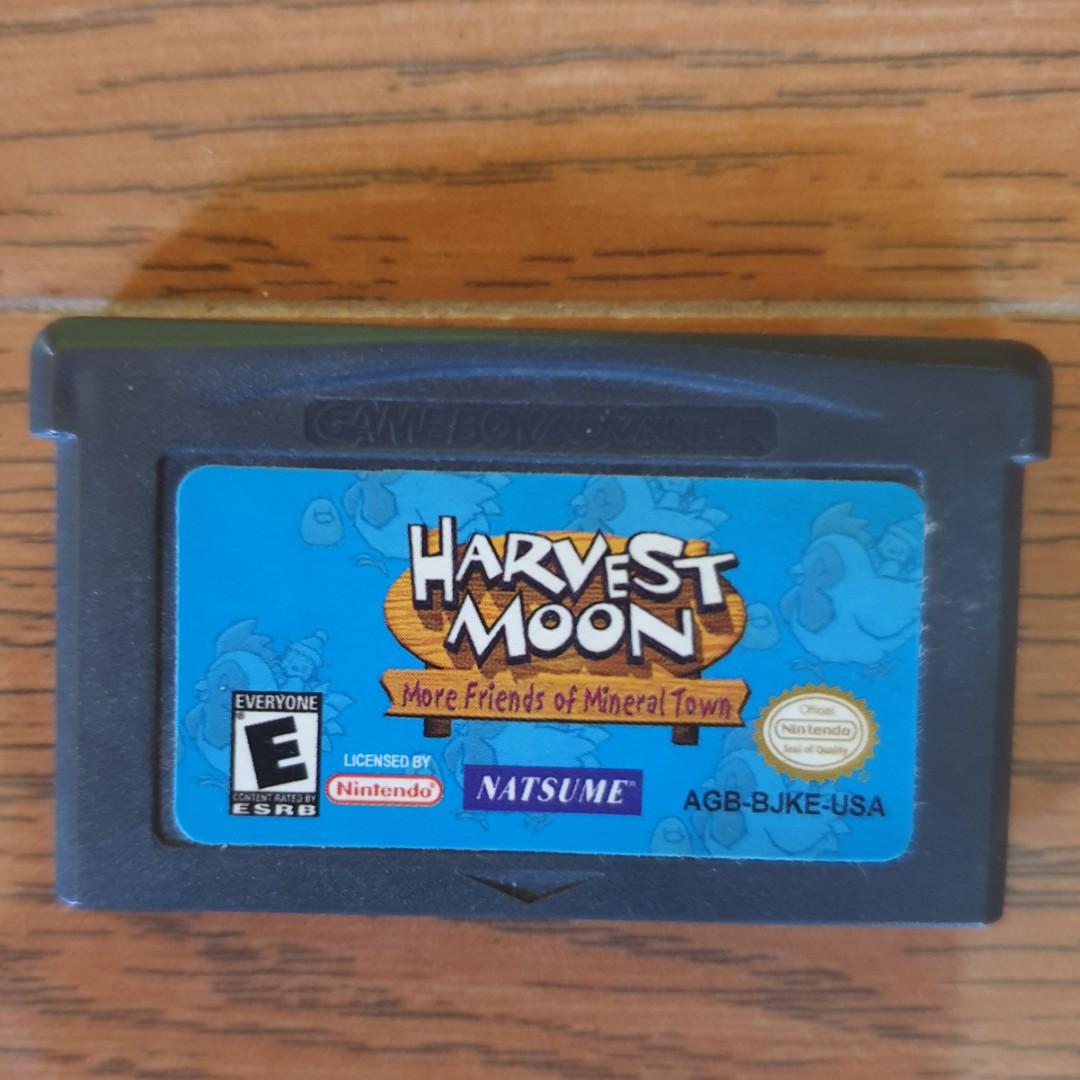 GAME BOY ADVANCE
HARVEST
MOON
More Friends of Mineral Town
EVERYONE
E
CONTENT RATED BY
ESRB
LICENSED BY
Nintendo
NATSUME
Official
Nintendo
Seal of Quality
AGB-BJKE-USA